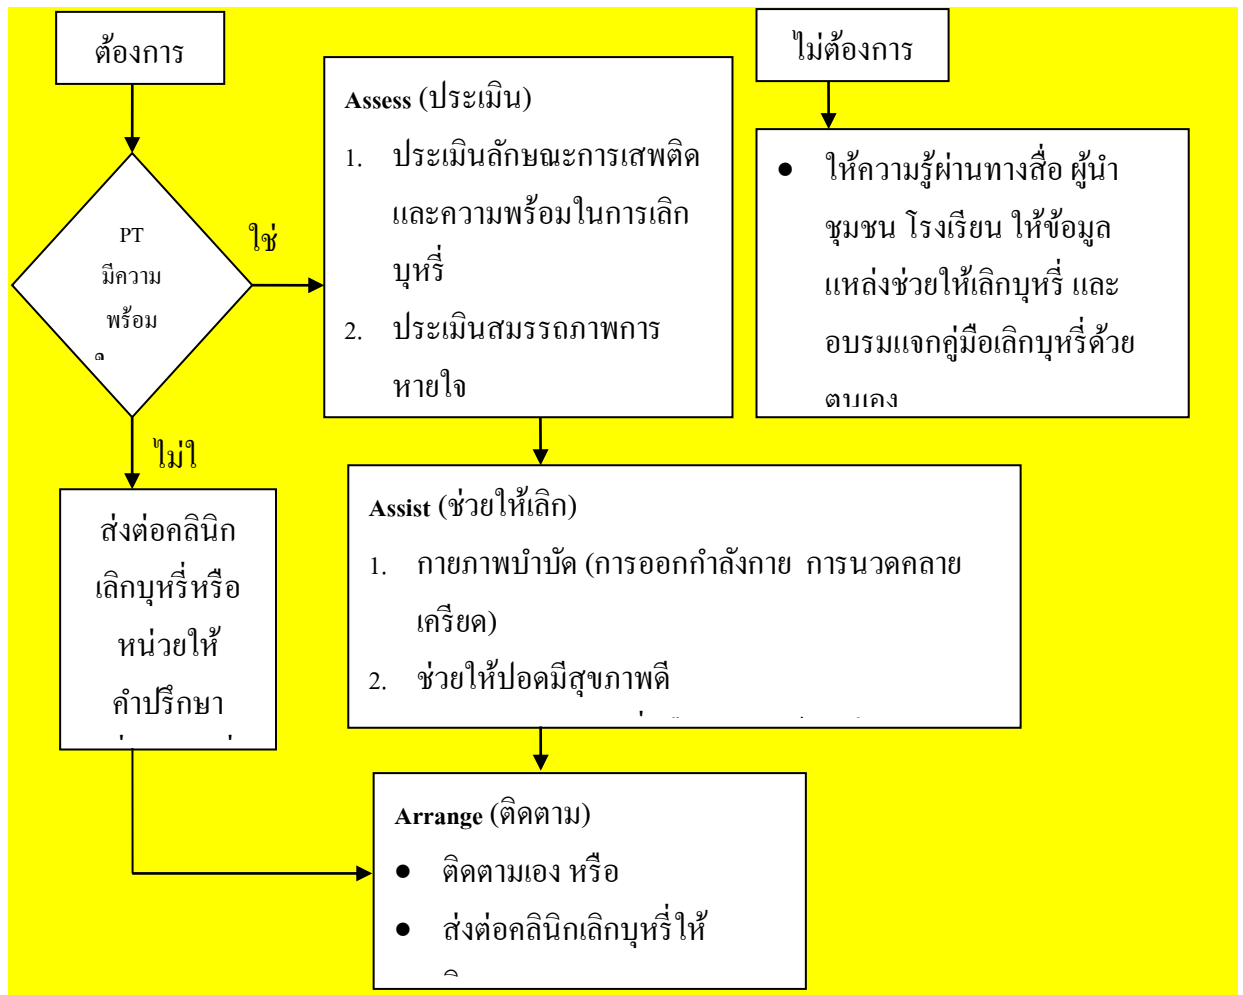 ต้องการ
PT
มีความ
พร้อม
ใช่
ไม่ใ
ส่งต่อคลินิก
เลิกบุหรี่หรือ
หน่วยให้
คำปรึกษา
Assess (ประเมิน)
1. ประเมินลักษณะการเสพติด
และความพร้อมในการเลิก
บุหรี่
2. ประเมินสมรรถภาพการ
หายใจ
Assist (ช่วยให้เลิก)
1. กายภาพบำบัด (การออกกำลังกาย การนวดคลาย
เครียด)
2. ช่วยให้ปอดมีสุขภาพดี
Arrange (ติดตาม)
● ติดตามเอง หรือ
● ส่งต่อคลินิกเลิกบุหรี่ให้
ไม่ต้องการ
● ให้ความรู้ผ่านทางสื่อ ผู้นำ
ชุมชน โรงเรียน ให้ข้อมูล
แหล่งช่วยให้เลิกบุหรี่ และ
อบรมแจกคู่มือเลิกบุหรี่ด้วย
ตนเอง